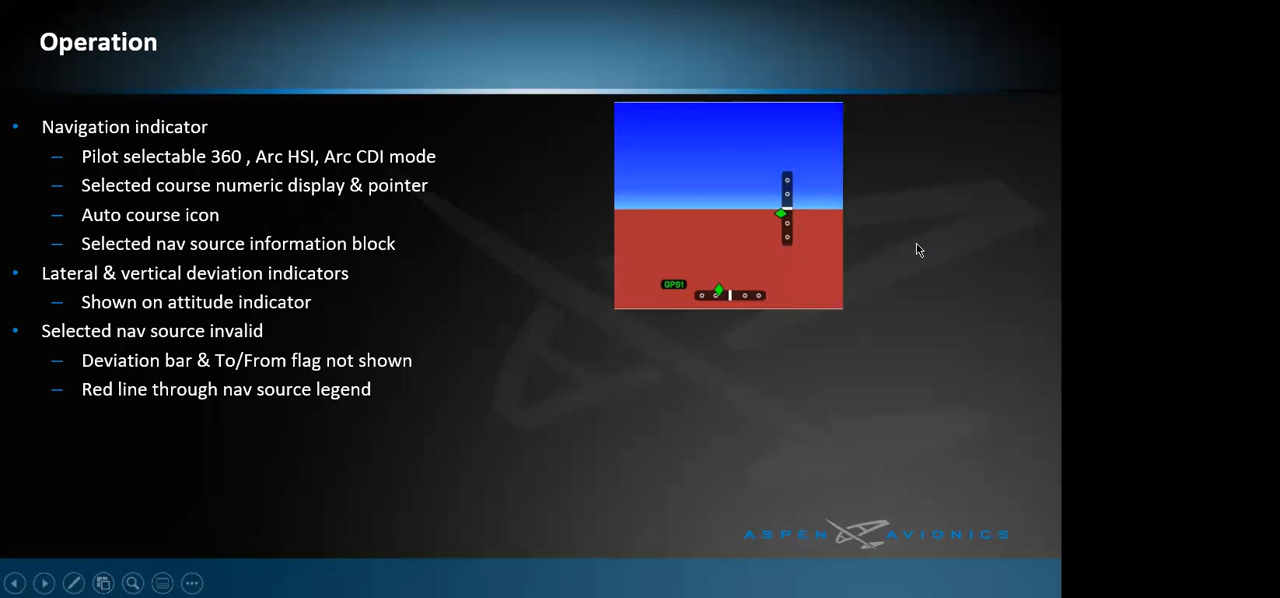 Operation
• Navigation indicator
– Pilot selectable 360 , Arc HSI, Arc CDI mode
– Selected course numeric display & pointer
– Auto course icon
– Selected nav source information block
• Lateral & vertical deviation indicators
– Shown on attitude indicator
• Selected nav source invalid
– Deviation bar & To/From flag not shown
– Red line through nav source legend
GPS1
ASPEN AVIONICS